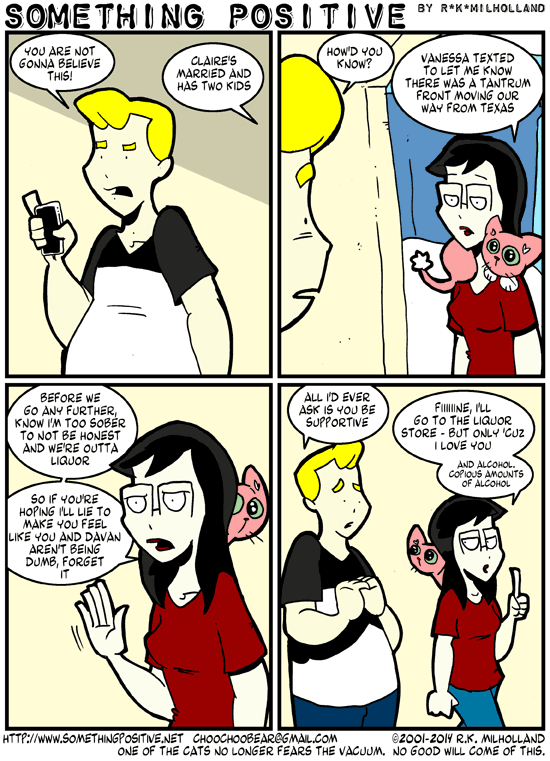 SOMETHING POSITIVE BY R*K*MILHOLLAND
YOU ARE NOT
GONNA BELIEVE
THIS!
CLAIRE'S
MARRIED AND
HAS TWO KIDS
HOW'D YOU
KNOW?
VANESSA TEXTED
TO LET ME KNOW
THERE WAS A TANTRUM
FRONT MOVING OUR
WAY FROM TEXAS
BEFORE WE
GO ANY FURTHER,
KNOW I'M TOO SOBER
TO NOT BE HONEST
AND WE'RE OUTTA
LIQUOR
SO IF YOU'RE
HOPING I'LL LIE TO
MAKE YOU FEEL
LIKE YOU AND DAVAN
AREN'T BEING
DUMB, FORGET
IT
ALL I'D EVER
ASK IS YOU BE
SUPPORTIVE
FIIIIIINE, I'LL
GO TO THE LIQUOR
STORE - BUT ONLY 'CUZ
I LOVE YOU
AND ALCOHOL.
COPIOUS AMOUNTS
OF ALCOHOL
HTTP://WWW.SOMETHINGPOSITIVE.NET CHOOCHOOBEAR@GMAIL.COM ©2001-2014 R.K. MILHOLLAND
ONE OF THE CATS NO LONGER FEARS THE VACUUM. NO GOOD WILL COME OF THIS.